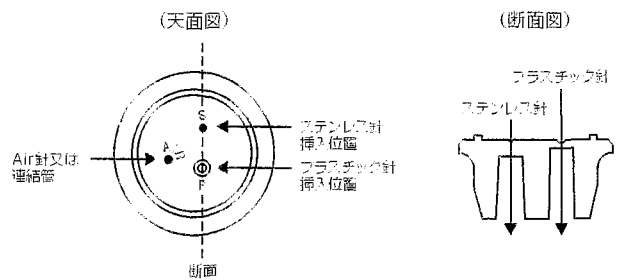 (天面図)
S
A
P
Air針又は
連結管
ステンレス針
挿入位置
プラスチック針
挿入位置
断面
(断面図)
プラスチック針
ステンレス針